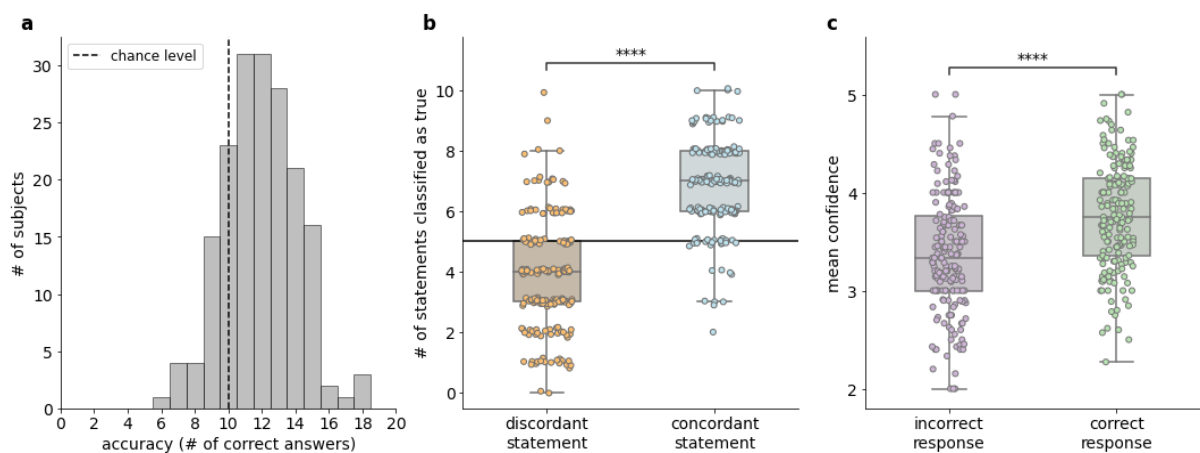 a
chance level
30
25
20
15
10
5
0
0 2 4 6 8 10 12 14 16 18 20
# of subjects
accuracy (# of correct answers)
b
****
10
8
6
4
2
0
# of statements classified as true
discordant
statement
concordant
statement
c
****
5
4
3
2
mean confidence
incorrect
response
correct
response